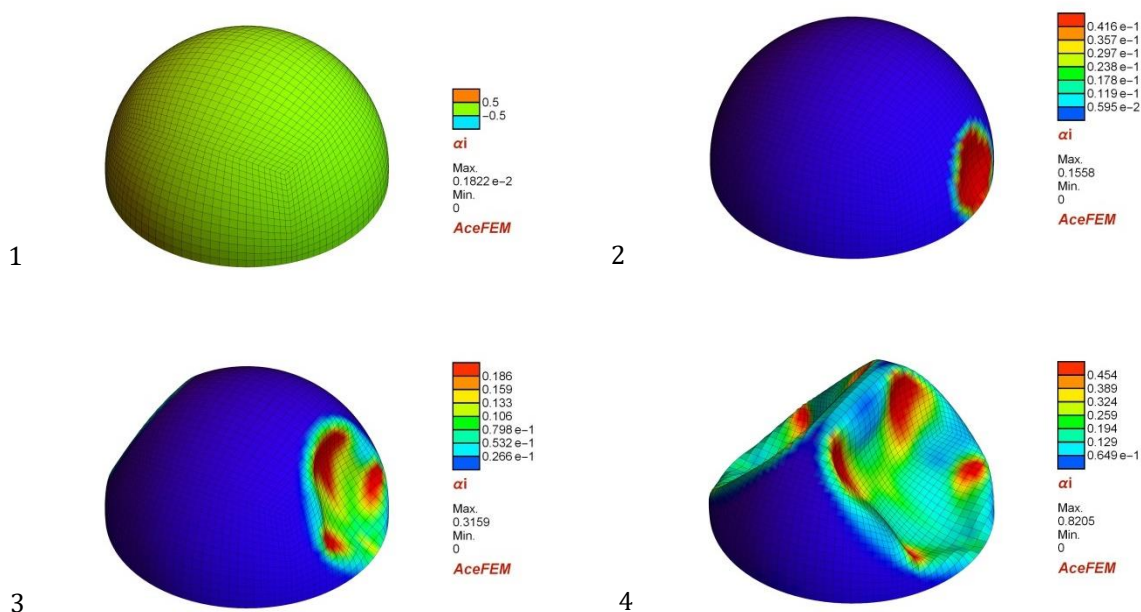 0.5
-0.5
αi
Max.
0.1822 e-2
Min.
0
AceFEM
1
0.416 e-1
0.357 e-1
0.297 e-1
0.238 e-1
0.178 e-1
0.119 e-1
0.595 e-2
αi
Max.
0.1558
Min.
0
AceFEM
2
0.186
0.159
0.133
0.106
0.798 e-1
0.532 e-1
0.266 e-1
αi
Max.
0.3159
Min.
0
AceFEM
3
0.454
0.389
0.324
0.259
0.194
0.129
0.649 e-1
αi
Max.
0.8205
Min.
0
AceFEM
4